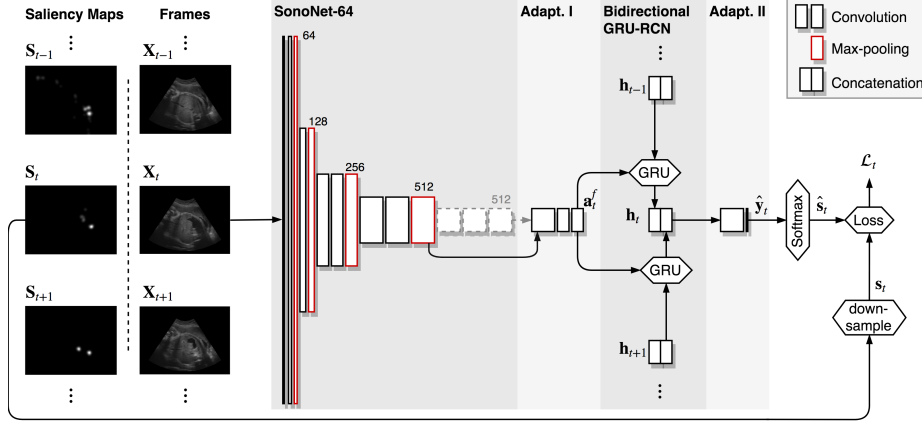 Saliency Maps
Frames
SonoNet-64
Adapt. I
Bidirectional
GRU-RCN
Adapt. II
Convolution
Max-pooling
Concatenation
S_{t−1}
X_{t−1}
S_t
X_t
S_{t+1}
X_{t+1}
64
128
256
512
512
a_t^f
h_{t−1}
GRU
h_t
GRU
h_{t+1}
ŷ_t
Softmax
ŝ_t
ℒ_t
Loss
s_t
down-
sample